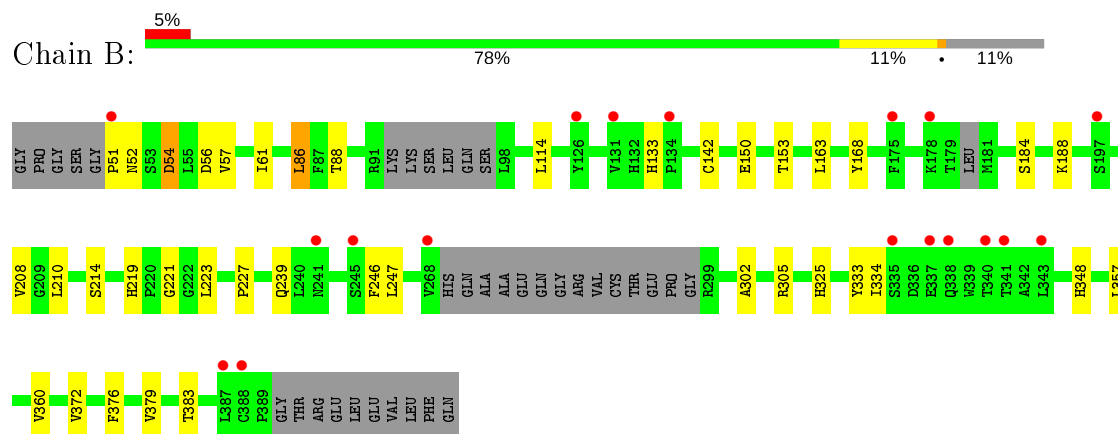 5%
Chain B:
78% 11% • 11%
GLY PRO GLY SER GLY P51 N52 S53 D54 L55 D56 V57 I61 L86 F87 T88 R91 LYS LYS SER LEU GLN SER L98 L114 Y126 V131 H132 H133 P134 C142 E150 T153 L163 Y168 F175 K178 T179 LEU M181 S184 K188 S197
V208 G209 L210 S214 H219 P220 G221 G222 L223 P227 Q239 L240 N241 S245 F246 L247 V268 HIS GLN ALA ALA GLU GLN GLY ARG VAL CYS THR GLU PRO GLY R299 A302 R305 H325 Y333 I334 S335 D336 E337 Q338 W339 T340 T341 A342 L343 H348 L357
V360 V372 F376 V379 T383 L387 C388 P389 GLY THR ARG GLU LEU GLU VAL LEU PHE GLN